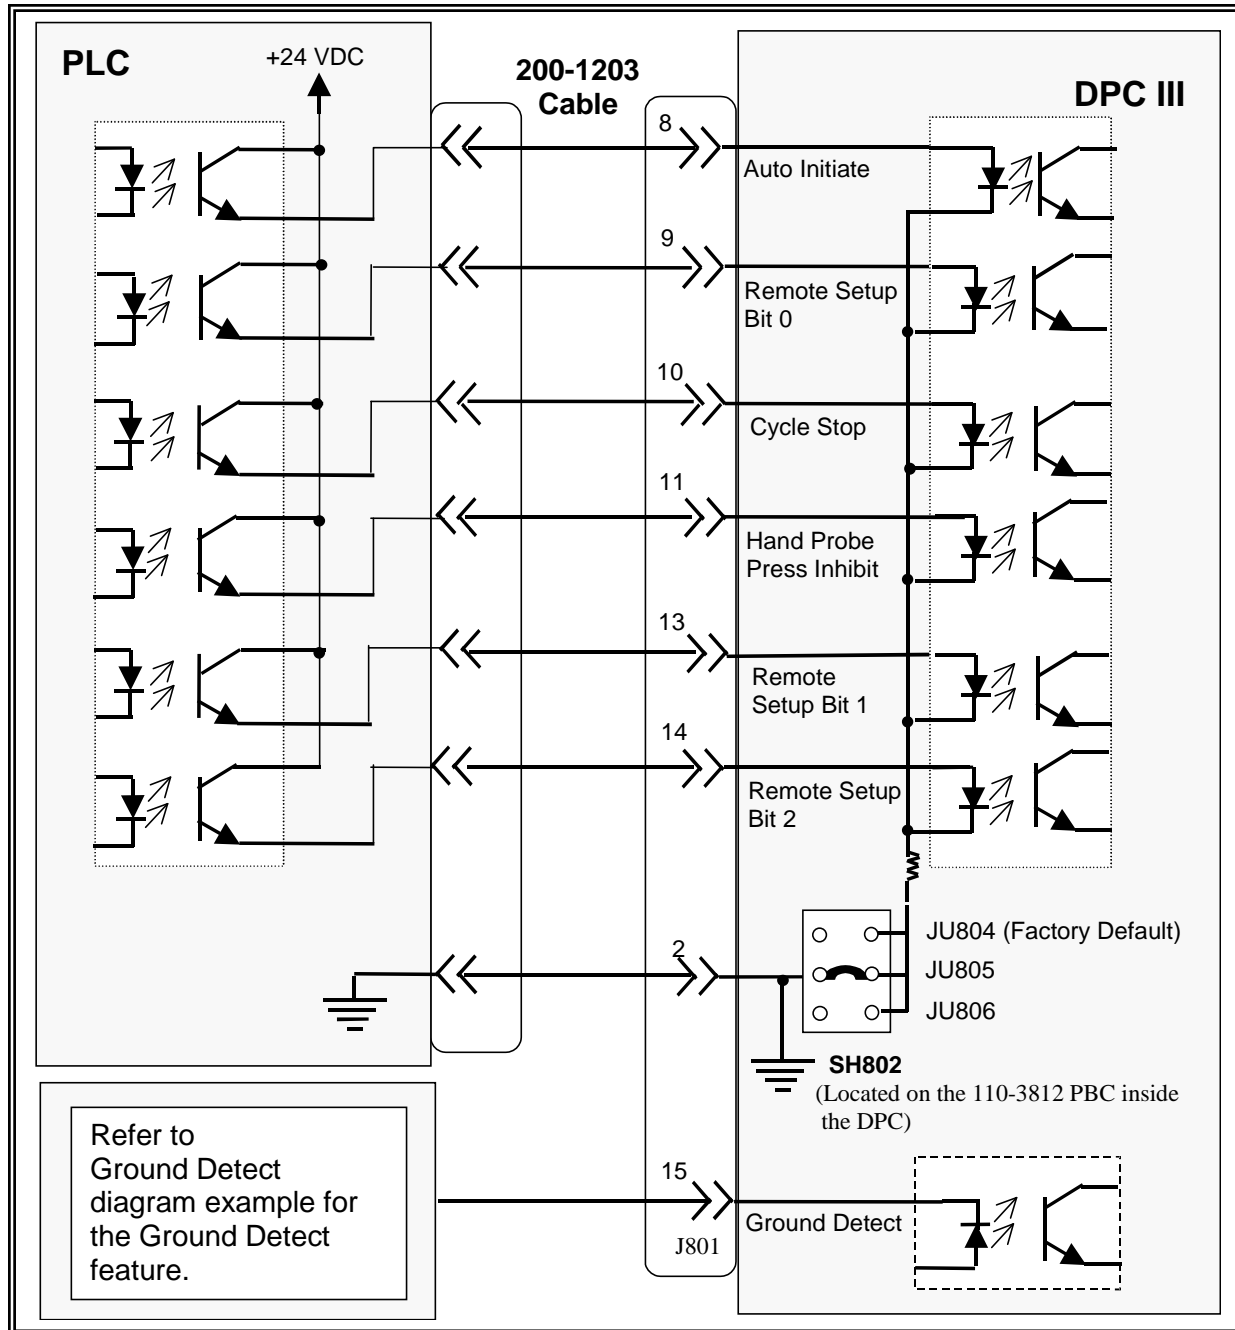 PLC
+24 VDC
200-1203
Cable
DPC III
8
Auto Initiate
9
Remote Setup
Bit 0
10
Cycle Stop
11
Hand Probe
Press Inhibit
13
Remote
Setup Bit 1
14
Remote Setup
Bit 2
2
JU804 (Factory Default)
JU805
JU806
SH802
(Located on the 110-3812 PBC inside
the DPC)
Refer to
Ground Detect
diagram example for
the Ground Detect
feature.
15
Ground Detect
J801